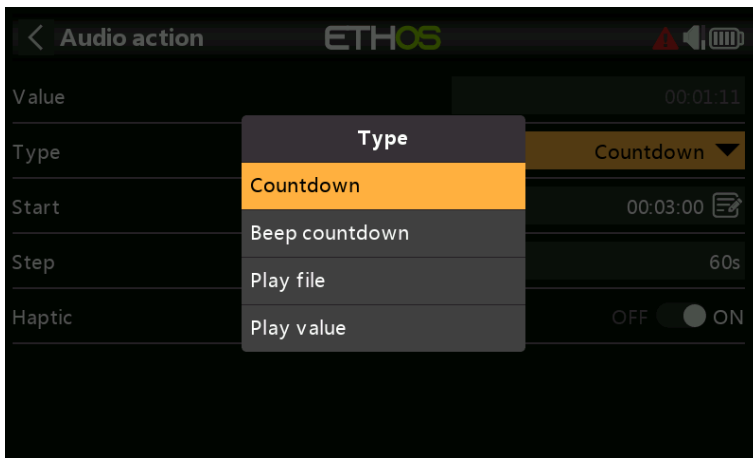 Audio action ETHOS
Value 00:01:11
Type
Type Countdown
Countdown
Start 00:03:00
Beep countdown
Step 60s
Play file
Haptic OFF ON
Play value